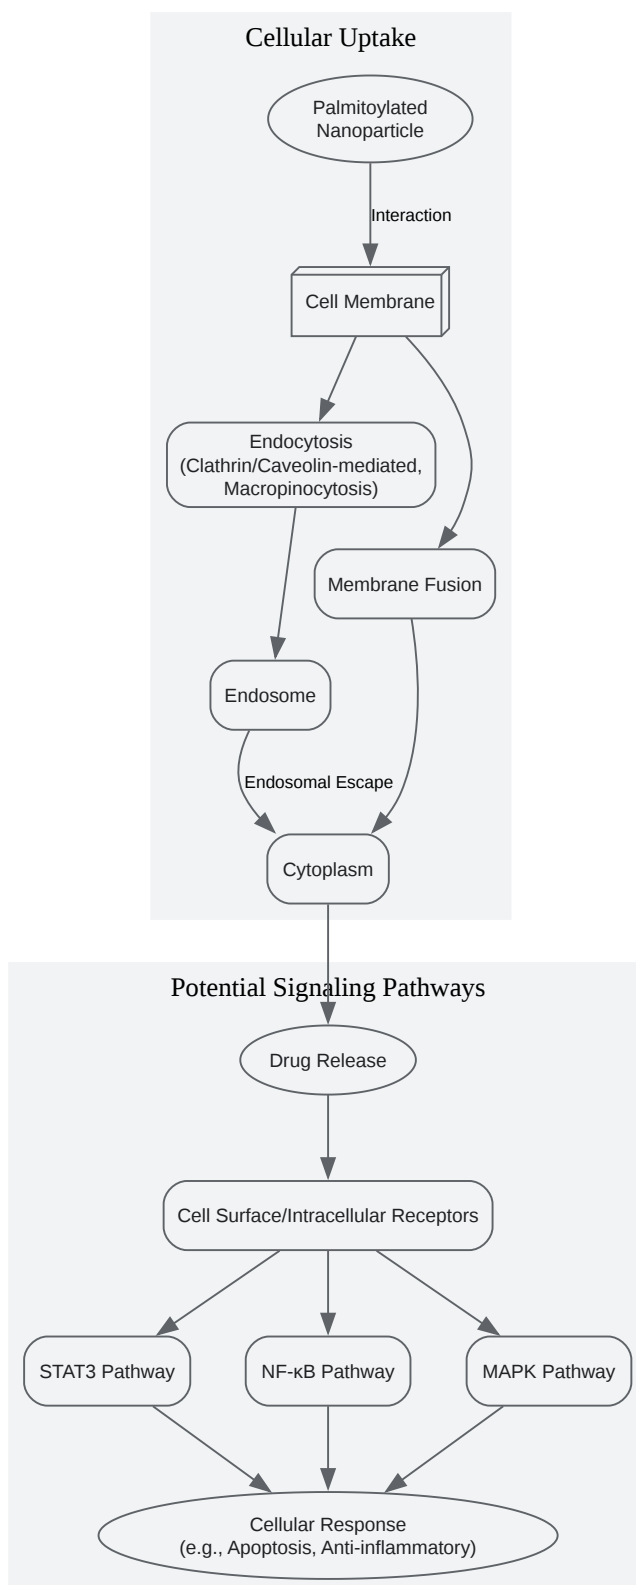 Cellular Uptake
Palmitoylated
Nanoparticle
Interaction
Cell Membrane
Endocytosis
(Clathrin/Caveolin-mediated,
Macropinocytosis)
Membrane Fusion
Endosome
Endosomal Escape
Cytoplasm
Potential Signaling Pathways
Drug Release
Cell Surface/Intracellular Receptors
STAT3 Pathway
NF-κB Pathway
MAPK Pathway
Cellular Response
(e.g., Apoptosis, Anti-inflammatory)